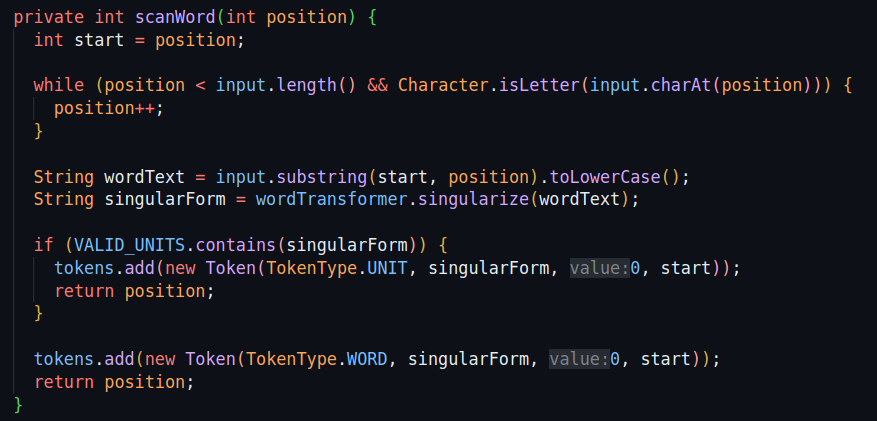 private int scanWord(int position) {
int start = position;
while (position < input.length() && Character.isLetter(input.charAt(position))) {
position++;
}
String wordText = input.substring(start, position).toLowerCase();
String singularForm = wordTransformer.singularize(wordText);
if (VALID_UNITS.contains(singularForm)) {
tokens.add(new Token(TokenType.UNIT, singularForm, value:0, start));
return position;
}
tokens.add(new Token(TokenType.WORD, singularForm, value:0, start));
return position;
}